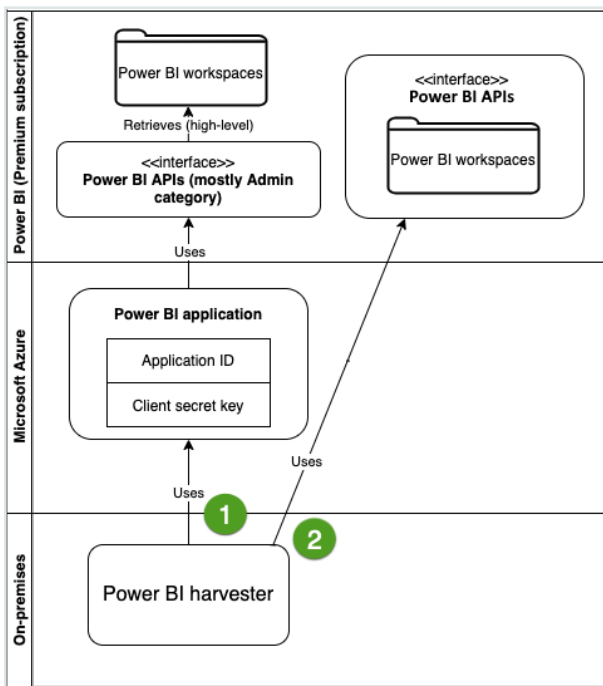 Power BI (Premium subscription)
Power BI workspaces
Retrieves (high-level)
<<interface>>
Power BI APIs (mostly Admin
category)
<<interface>>
Power BI APIs
Power BI workspaces
Uses
Microsoft Azure
Power BI application
Application ID
Client secret key
Uses
Uses
1
2
On-premises
Power BI harvester